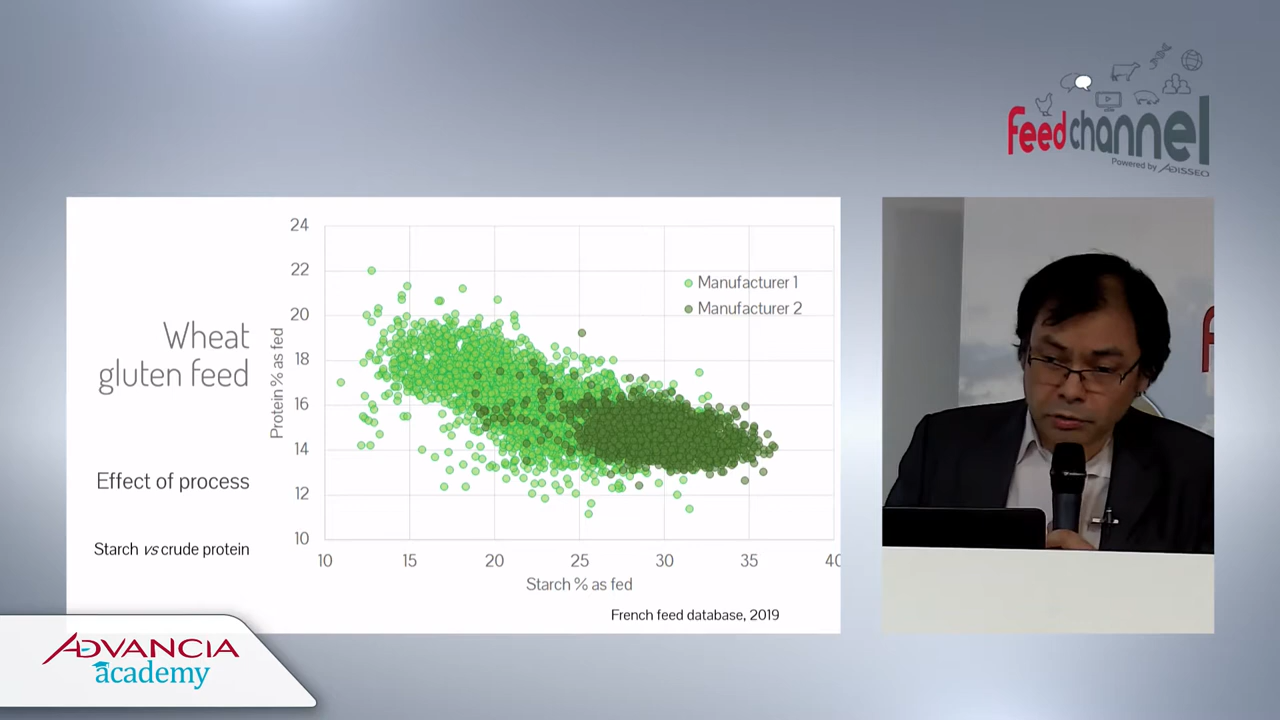 feedchannel
Powered by ADISSEO
Wheat
gluten feed
Effect of process
Starch vs crude protein
Protein % as fed
24
22
20
18
16
14
12
10
Manufacturer 1
Manufacturer 2
10 15 20 25 30 35 40
Starch % as fed
French feed database, 2019
ADVANCIA
academy